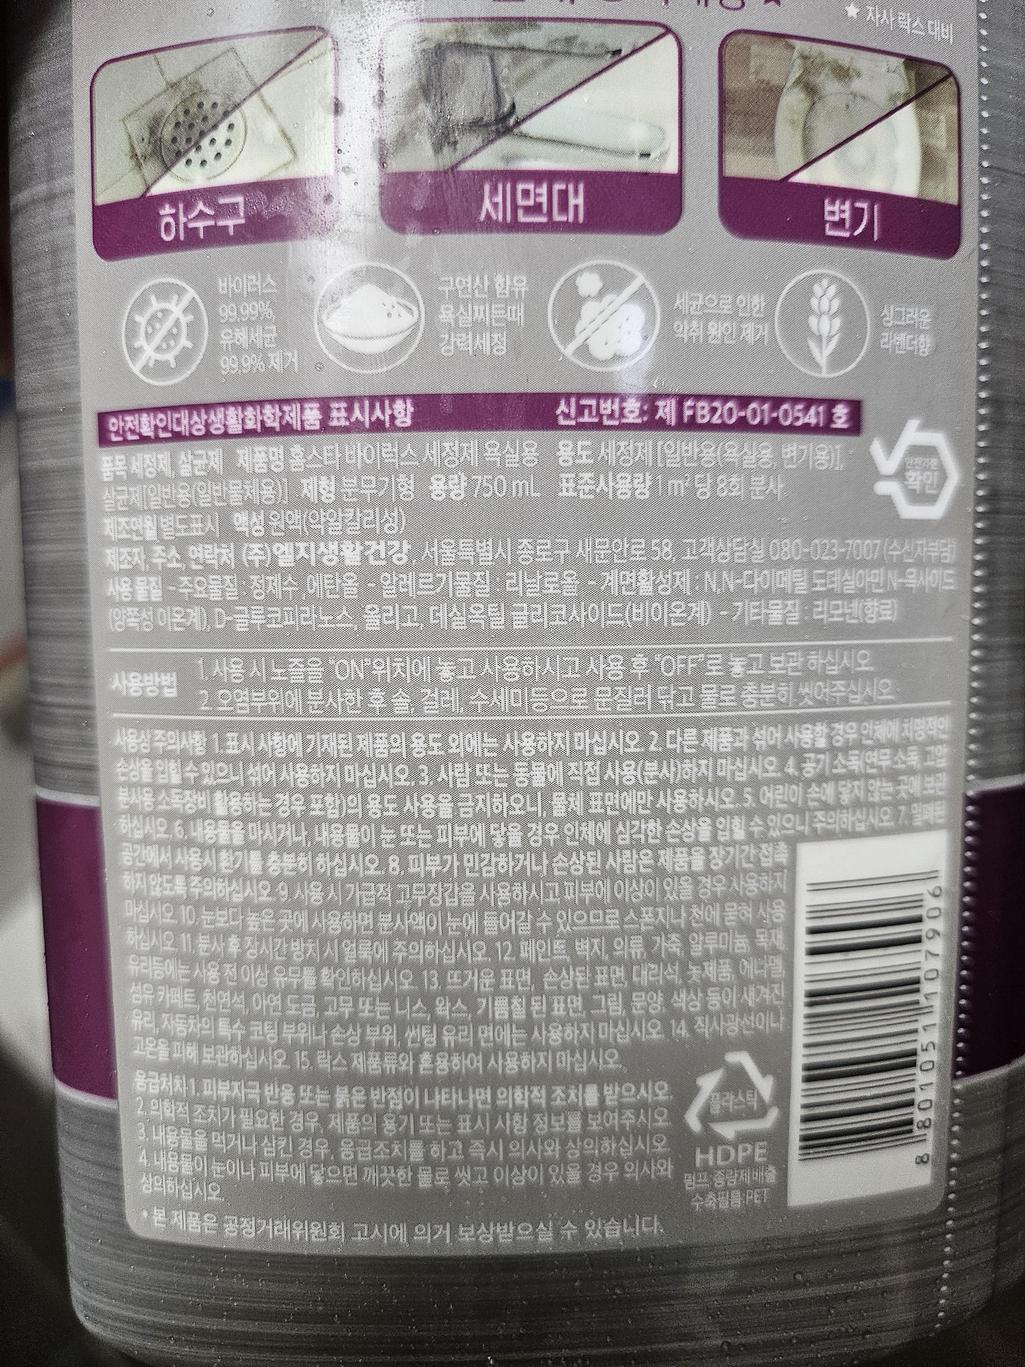 ★ 자사 락스 대비
하수구
세면대
변기
바이러스
99.99%,
유해세균
99.9% 제거
구연산 함유
욕실찌든때
강력세정
세균으로 인한
악취 원인 제거
싱그러운
라벤더향
안전확인대상생활화학제품 표시사항
신고번호: 제 FB20-01-0541 호
확인
품목 세정제, 살균제 제품명 홈스타 바이럭스 세정제 욕실용 용도 세정제 [일반용(욕실용, 변기용)],
살균제[일반용(일반물체용)] 제형 분무기형 용량 750 mL 표준사용량 1m²당 8회 분사
제조연월 별도표시 액성 원액(약알칼리성)
제조자, 주소, 연락처 (주)엘지생활건강, 서울특별시 종로구 새문안로 58, 고객상담실 080-023-7007 (수신자부담)
사용물질 -주요물질 : 정제수, 에탄올 - 알레르기물질 : 리날로올 - 계면활성제 : N,N-다이메틸 도데실아민 N-옥사이드
(양쪽성 이온계), D-글루코피라노스, 올리고, 데실옥틸 글리코사이드(비이온계) - 기타물질 : 리모넨(향료)
사용방법
1. 사용 시 노즐을 "ON"위치에 놓고 사용하시고 사용 후 "OFF"로 놓고 보관 하십시오.
2. 오염부위에 분사한 후 솔, 걸레, 수세미등으로 문질러 닦고 물로 충분히 씻어주십시오.
사용상 주의사항 1. 표시 사항에 기재된 제품의 용도 외에는 사용하지 마십시오. 2. 다른 제품과 섞어 사용할 경우 인체에 치명적인
손상을 입힐 수 있으니 섞어 사용하지 마십시오. 3. 사람 또는 동물에 직접 사용(분사)하지 마십시오. 4. 공기 소독(연무 소독, 고압
분사용 소독장비 활용하는 경우 포함)의 용도 사용을 금지하오니, 물체 표면에만 사용하십시오. 5. 어린이 손에 닿지 않는 곳에 보관
하십시오. 6. 내용물을 마시거나, 내용물이 눈 또는 피부에 닿을 경우 인체에 심각한 손상을 입힐 수 있으니 주의하십시오. 7. 밀폐된
공간에서 사용 시 환기를 충분히 하십시오. 8. 피부가 민감하거나 손상된 사람은 제품을 장기간 접촉
하지 않도록 주의하십시오. 9. 사용 시 가급적 고무장갑을 사용하시고 피부에 이상이 있을 경우 사용하지
마십시오. 10. 눈보다 높은 곳에 사용하면 분사액이 눈에 들어갈 수 있으므로 스폰지나 천에 묻혀 사용
하십시오. 11. 분사 후 장시간 방치 시 얼룩에 주의하십시오. 12. 페인트, 벽지, 의류, 가죽, 알루미늄, 목재,
유리등에는 사용 전 이상 유무를 확인하십시오. 13. 뜨거운 표면, 손상된 표면, 대리석, 놋제품, 에나멜,
섬유 카페트, 천연석, 아연 도금, 고무 또는 니스, 왁스, 기름칠 된 표면, 그림, 문양, 색상 등이 새겨진
유리, 자동차의 특수 코팅 부위나 손상 부위, 썬팅 유리 면에는 사용하지 마십시오. 14. 직사광선이나
고온을 피해 보관하십시오. 15. 락스 제품류와 혼용하여 사용하지 마십시오.
응급처치 1. 피부자극 반응 또는 붉은 반점이 나타나면 의학적 조치를 받으시오.
2. 의학적 조치가 필요한 경우, 제품의 용기 또는 표시 사항 정보를 보여주시오.
3. 내용물을 먹거나 삼킨 경우, 응급조치를 하고 즉시 의사와 상의하십시오.
4. 내용물이 눈이나 피부에 닿으면 깨끗한 물로 씻고 이상이 있을 경우 의사와
상의하십시오.
* 본 제품은 공정거래위원회 고시에 의거 보상받으실 수 있습니다.
플라스틱
HDPE
펌프:종량제배출
수축필름:PET
8 801051 107906